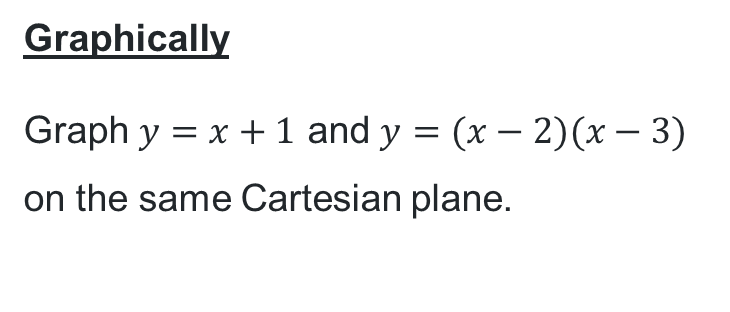 Graphically
Graph y = x + 1 and y = (x − 2)(x − 3)
on the same Cartesian plane.